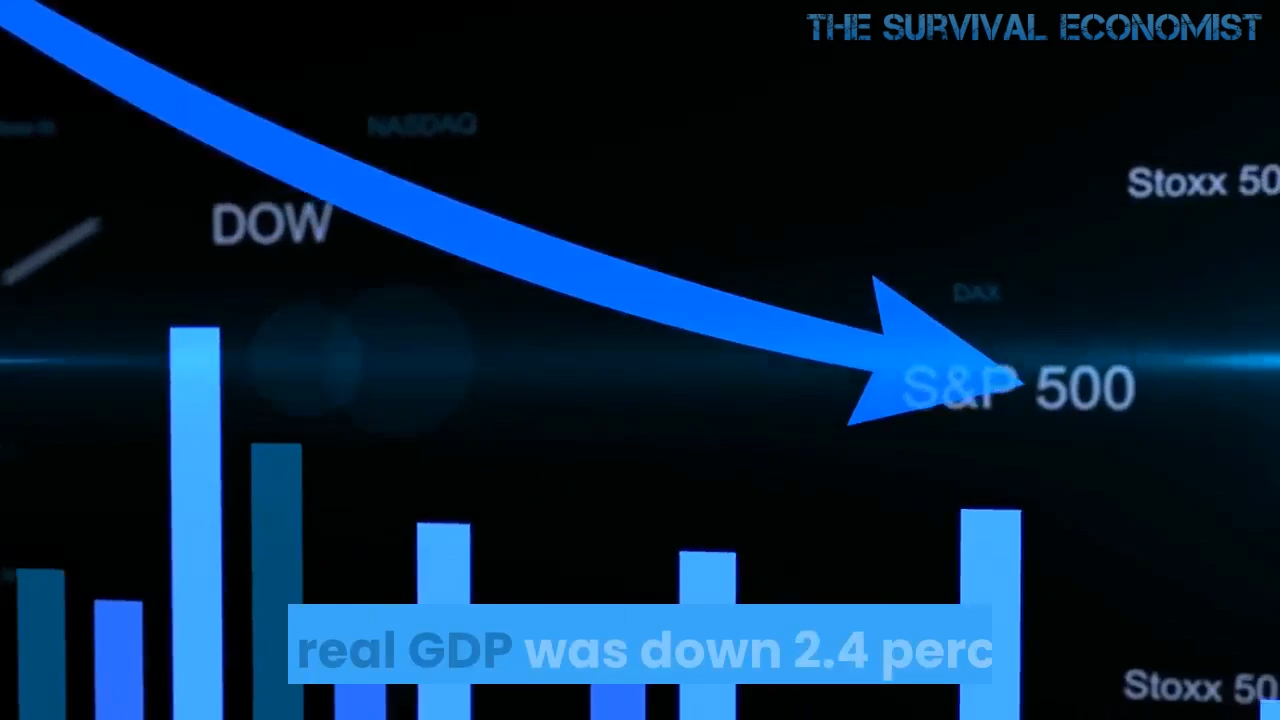 THE SURVIVAL ECONOMIST
NASDAQ
Stoxx 50
DOW
DAX
S&P 500
real GDP was down 2.4 perc
Stoxx 50